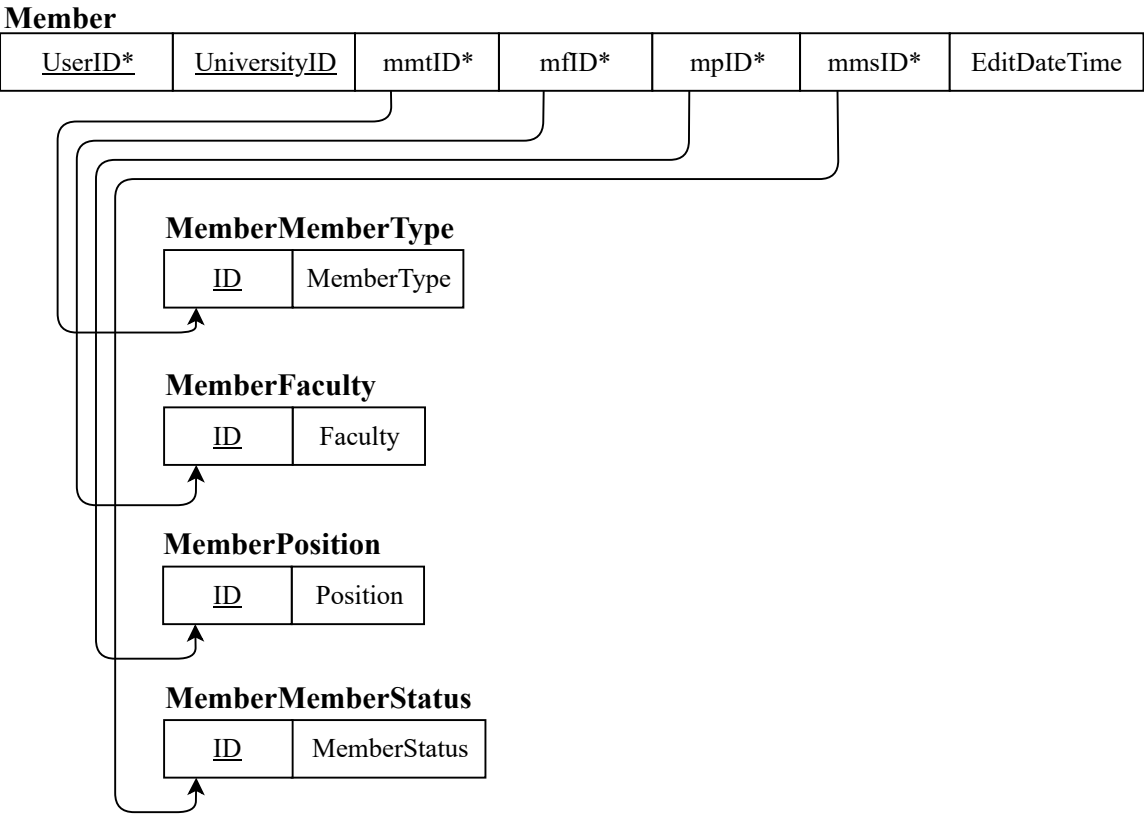 Member
UserID* UniversityID mmtID* mfID* mpID* mmsID* EditDateTime
MemberMemberType
ID MemberType
MemberFaculty
ID Faculty
MemberPosition
ID Position
MemberMemberStatus
ID MemberStatus